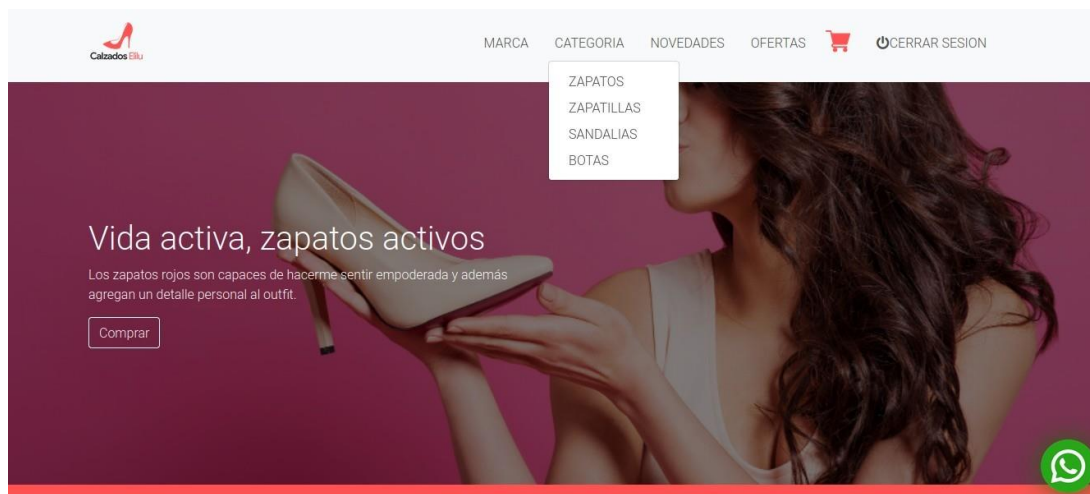 Calzados Elilu
MARCA
CATEGORIA
NOVEDADES
OFERTAS
CERRAR SESION
ZAPATOS
ZAPATILLAS
SANDALIAS
BOTAS
Vida activa, zapatos activos
Los zapatos rojos son capaces de hacerme sentir empoderada y además
agregan un detalle personal al outfit.
Comprar